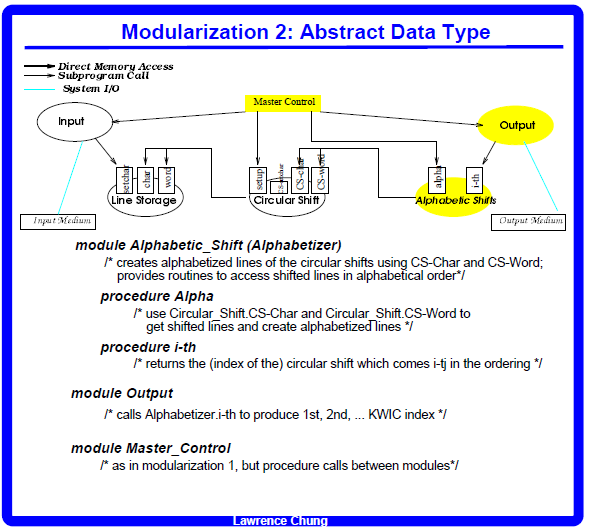 Modularization 2: Abstract Data Type
Direct Memory Access
Subprogram Call
System I/O
Master Control
Input
Output
setchar
char
word
setup
CS-setchar
CS-char
CS-word
alpha
i-th
Line Storage
Circular Shift
Alphabetic Shifts
Input Medium
Output Medium
module Alphabetic_Shift (Alphabetizer)
/* creates alphabetized lines of the circular shifts using CS-Char and CS-Word;
provides routines to access shifted lines in alphabetical order*/
procedure Alpha
/* use Circular_Shift.CS-Char and Circular_Shift.CS-Word to
get shifted lines and create alphabetized lines */
procedure i-th
/* returns the (index of the) circular shift which comes i-tj in the ordering */
module Output
/* calls Alphabetizer.i-th to produce 1st, 2nd, ... KWIC index */
module Master_Control
/* as in modularization 1, but procedure calls between modules*/
Lawrence Chung